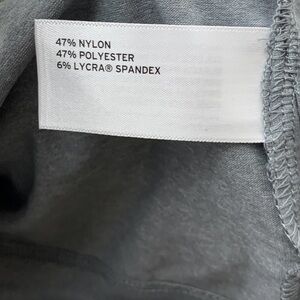 47% NYLON
47% POLYESTER
6% LYCRA® SPANDEX